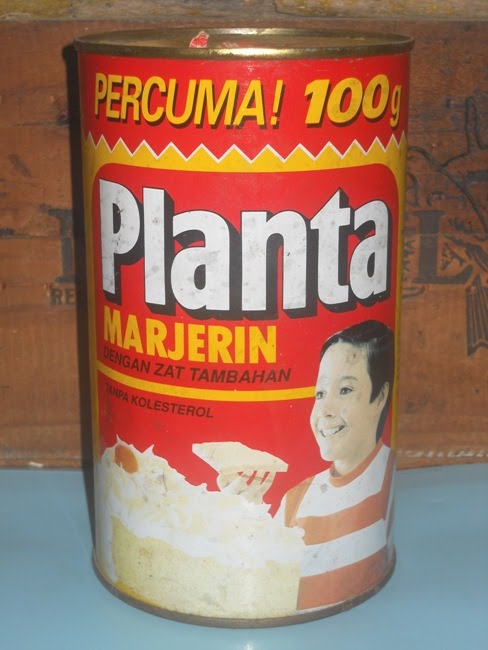 PERCUMA! 100g
Planta
MARJERIN
DENGAN ZAT TAMBAHAN
TANPA KOLESTEROL